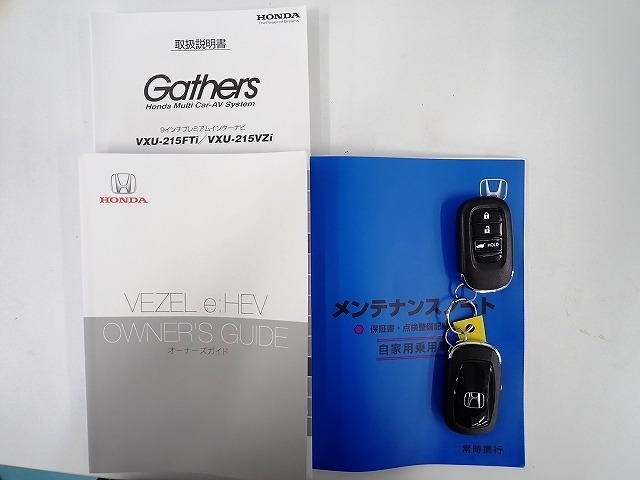 HONDA
The Power of Dreams
取扱説明書
Gathers
Honda Multi Car-AV System
9インチプレミアムインターナビ
VXU-215FTi/VXU-215VZi
HONDA
VEZEL e:HEV
OWNER'S GUIDE
オーナーズガイド
メンテナンス ート
保証書・点検整備記
自家用乗用
常時携行
HOLD